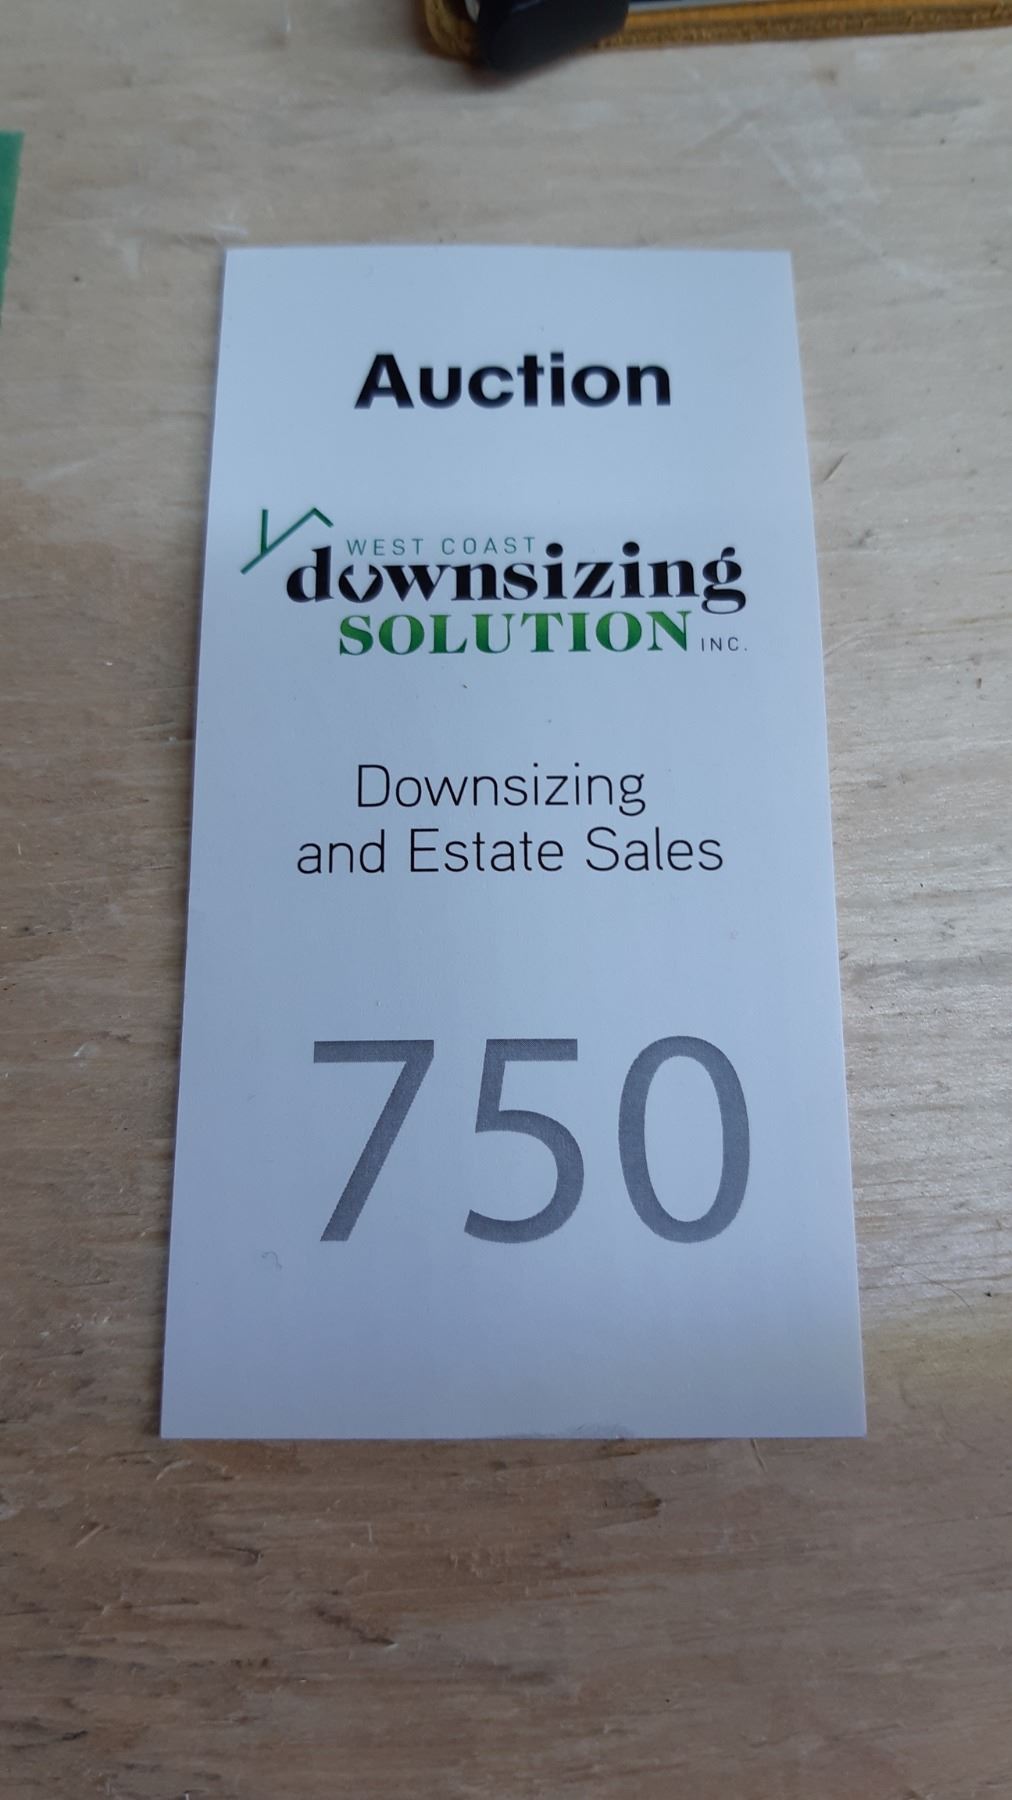 Auction
WEST COAST
downsizing
SOLUTION INC.
Downsizing
and Estate Sales
750